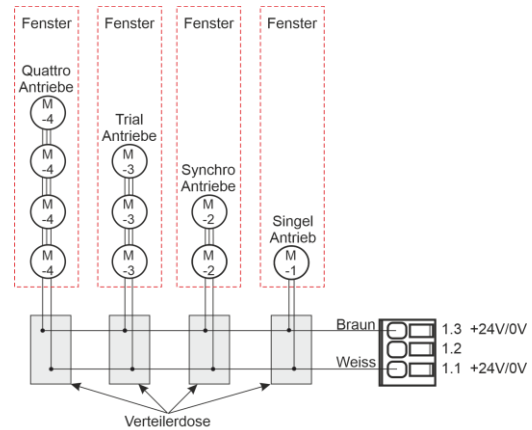 Fenster
Fenster
Fenster
Fenster
Quattro
Antriebe
M
-4
M
-4
M
-4
M
-4
Trial
Antriebe
M
-3
M
-3
M
-3
Synchro
Antriebe
M
-2
M
-2
Singel
Antrieb
M
-1
Braun
Weiss
1.3 +24V/0V
1.2
1.1 +24V/0V
Verteilerdose